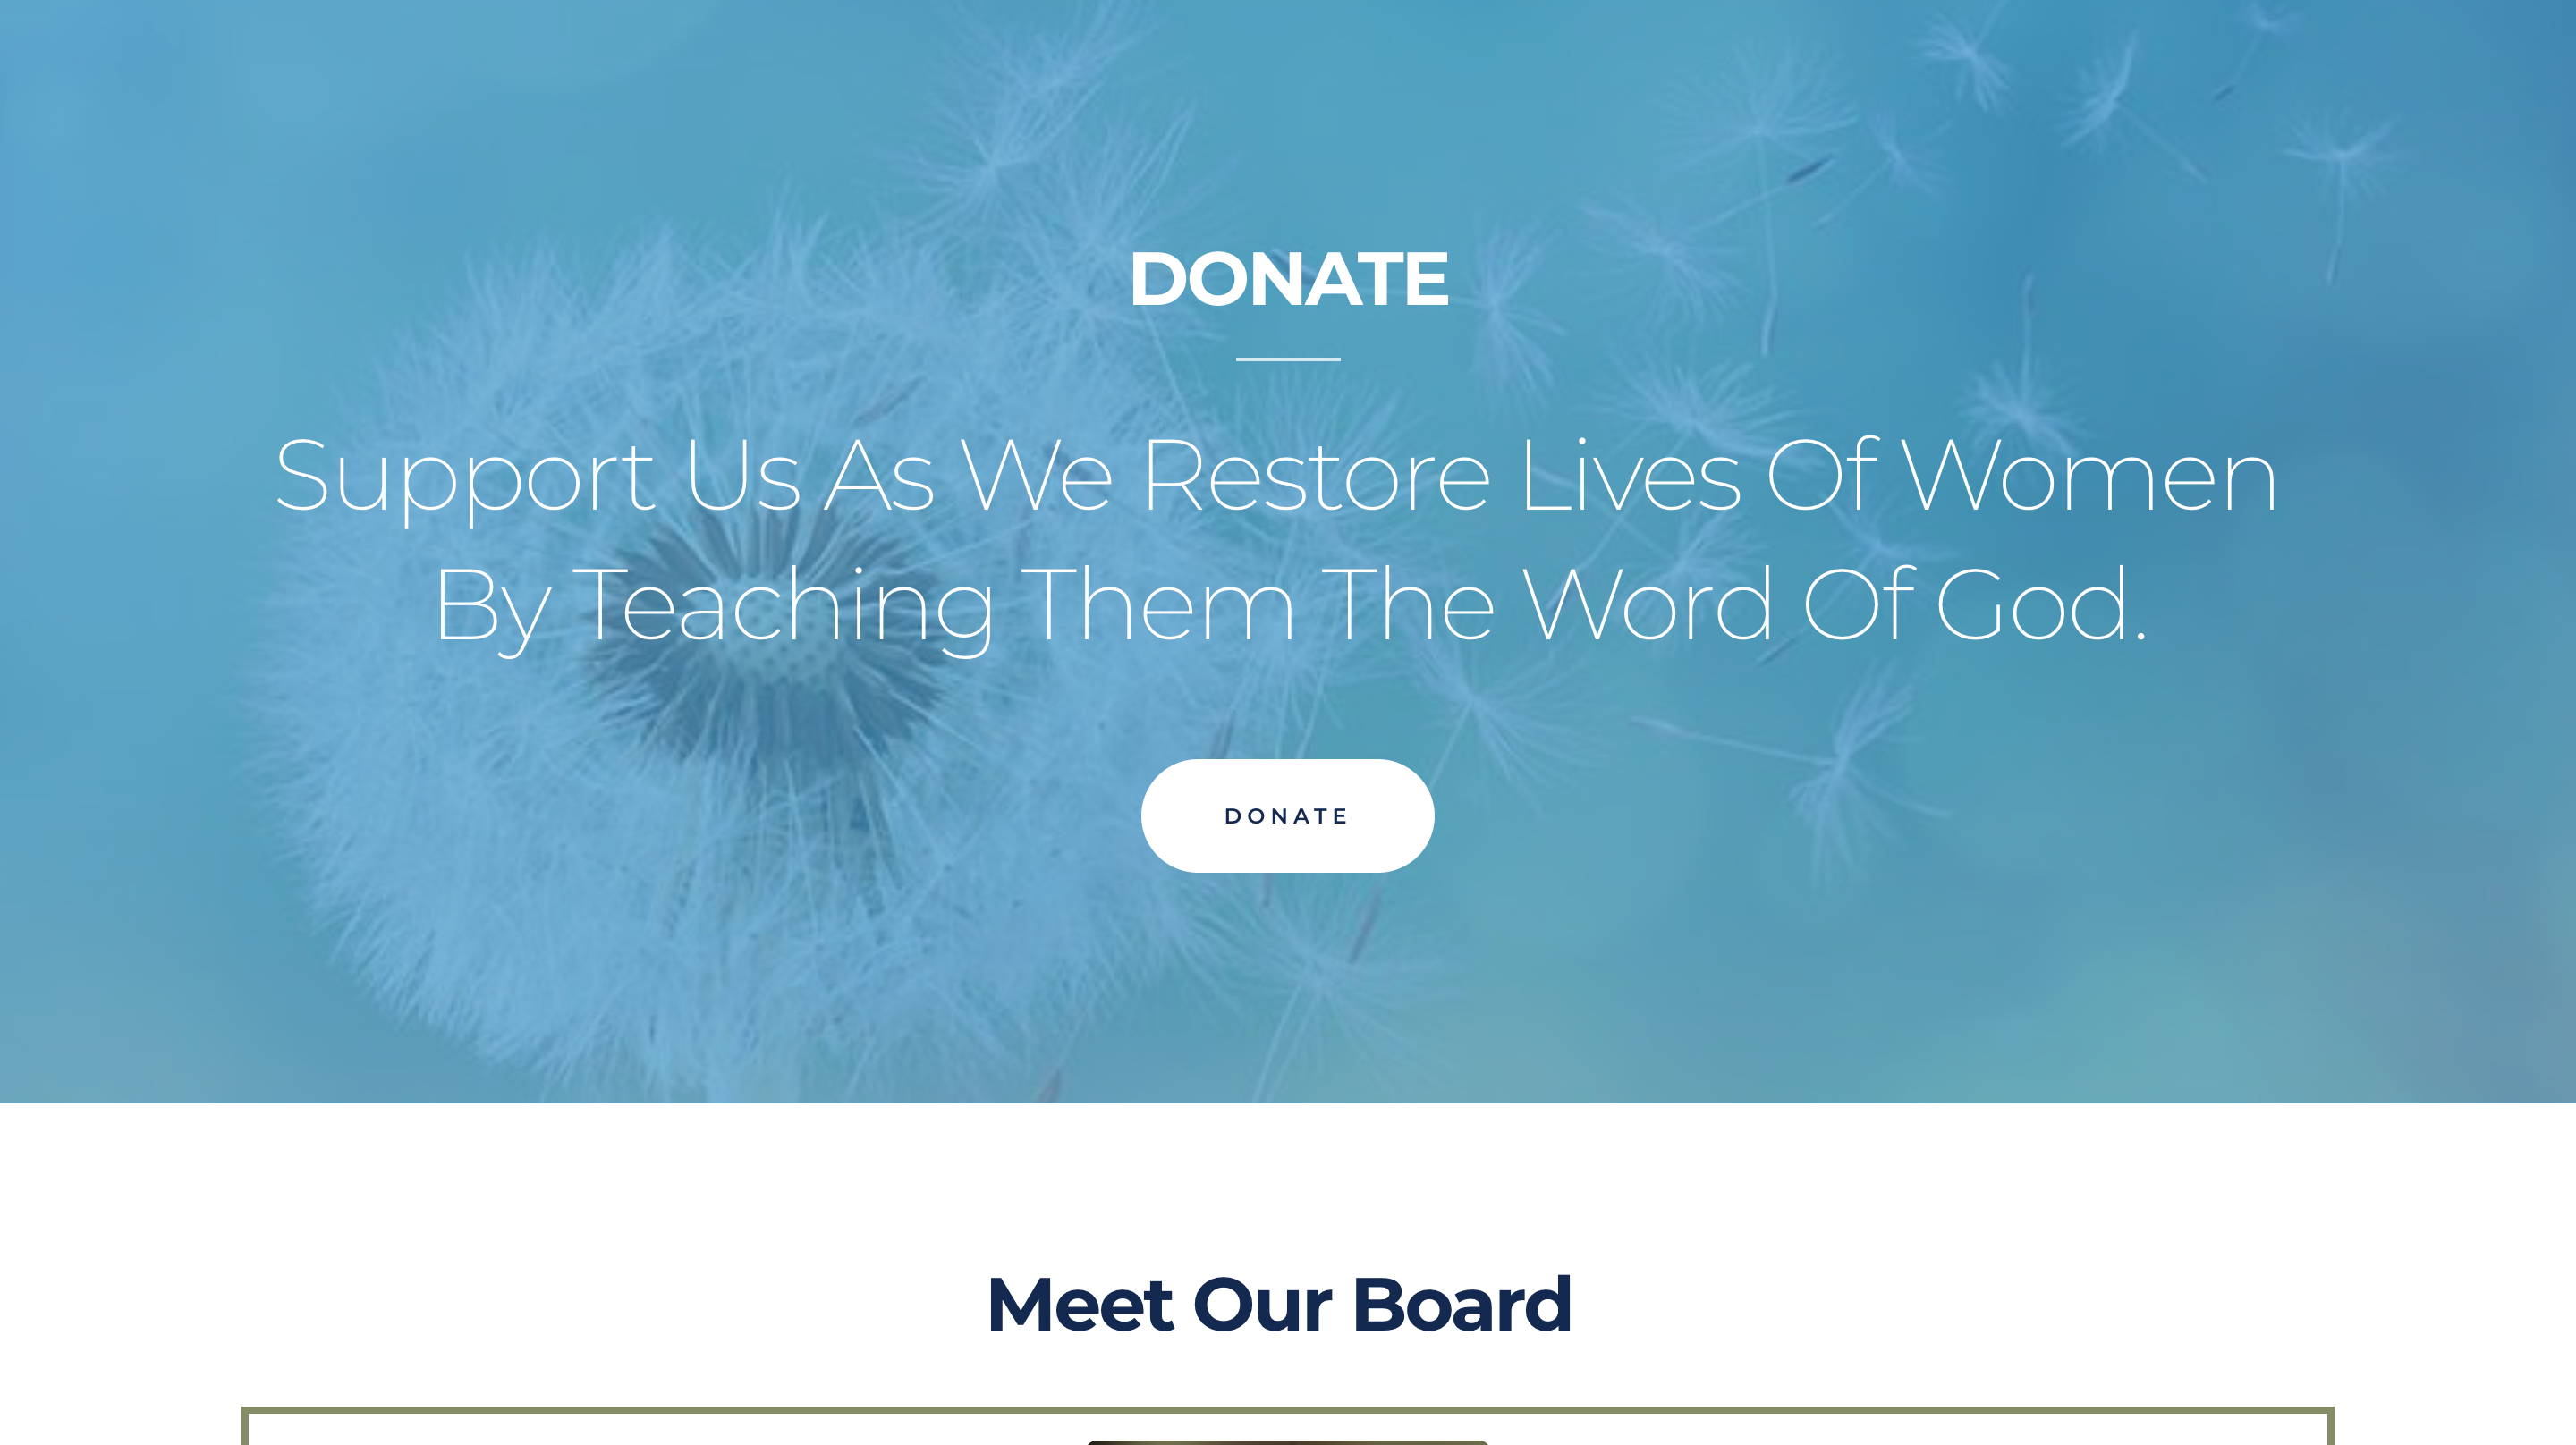 DONATE
Support Us As We Restore Lives Of Women
By Teaching Them The Word Of God.
DONATE
Meet Our Board